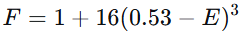 F = 1 + 16(0.53 − E)³